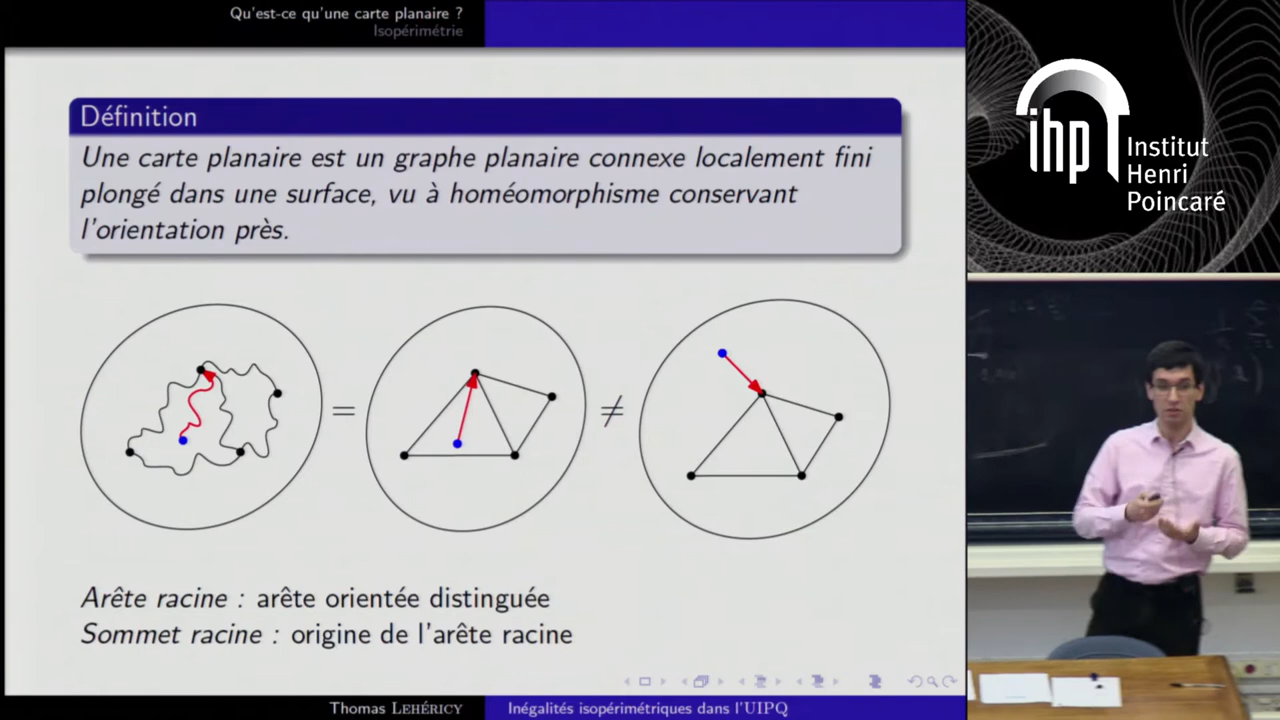 Qu'est-ce qu'une carte planaire ?
Isopérimétrie
Définition
Une carte planaire est un graphe planaire connexe localement fini
plongé dans une surface, vu à homéomorphisme conservant
l'orientation près.
=
≠
Arête racine : arête orientée distinguée
Sommet racine : origine de l'arête racine
Thomas LEHÉRICY
Inégalités isopérimétriques dans l'UIPQ
ihp
Institut
Henri
Poincaré